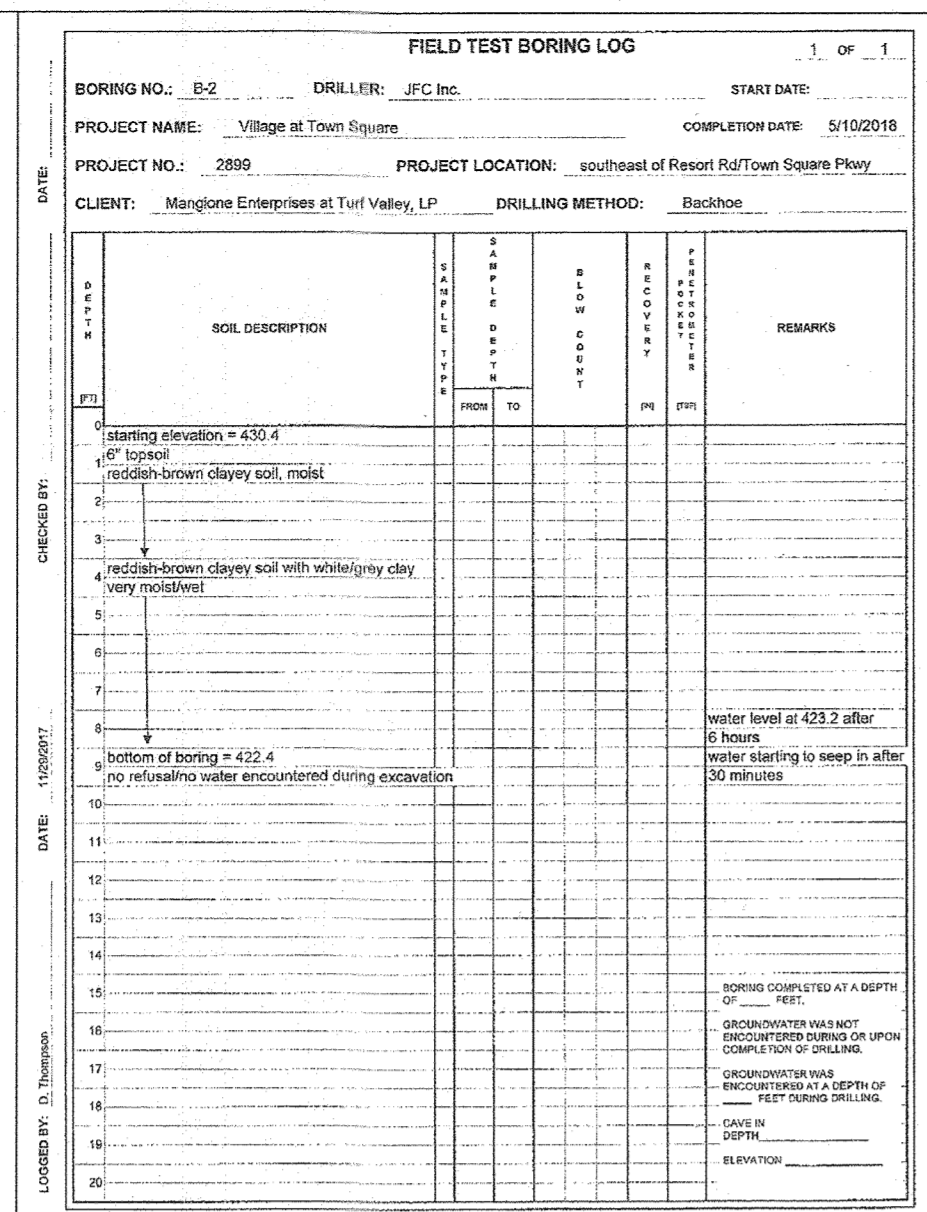 FIELD TEST BORING LOG
1 OF 1
BORING NO.: B-2 DRILLER: JFC Inc. START DATE:
PROJECT NAME: Village at Town Square COMPLETION DATE: 5/10/2018
PROJECT NO.: 2899 PROJECT LOCATION: southeast of Resort Rd/Town Square Pkwy
CLIENT: Mangione Enterprises at Turf Valley, LP DRILLING METHOD: Backhoe
DEPTH [FT]
SOIL DESCRIPTION
SAMPLE TYPE
SAMPLE DEPTH
FROM TO
BLOW COUNT
RECOVERY [IN]
POCKET PENETROMETER [TSF]
REMARKS
0
starting elevation = 430.4
6" topsoil
1
reddish-brown clayey soil, moist
2
3
reddish-brown clayey soil with white/grey clay
4
very moist/wet
5
6
7
8
water level at 423.2 after
6 hours
bottom of boring = 422.4
water starting to seep in after
9
no refusal/no water encountered during excavation
30 minutes
10
11
12
13
14
15
16
17
18
19
20
BORING COMPLETED AT A DEPTH
OF ____ FEET.
GROUNDWATER WAS NOT
ENCOUNTERED DURING OR UPON
COMPLETION OF DRILLING.
GROUNDWATER WAS
ENCOUNTERED AT A DEPTH OF
____ FEET DURING DRILLING.
CAVE IN
DEPTH
ELEVATION
LOGGED BY: D. Thompson DATE: 11/29/2017 CHECKED BY: DATE: